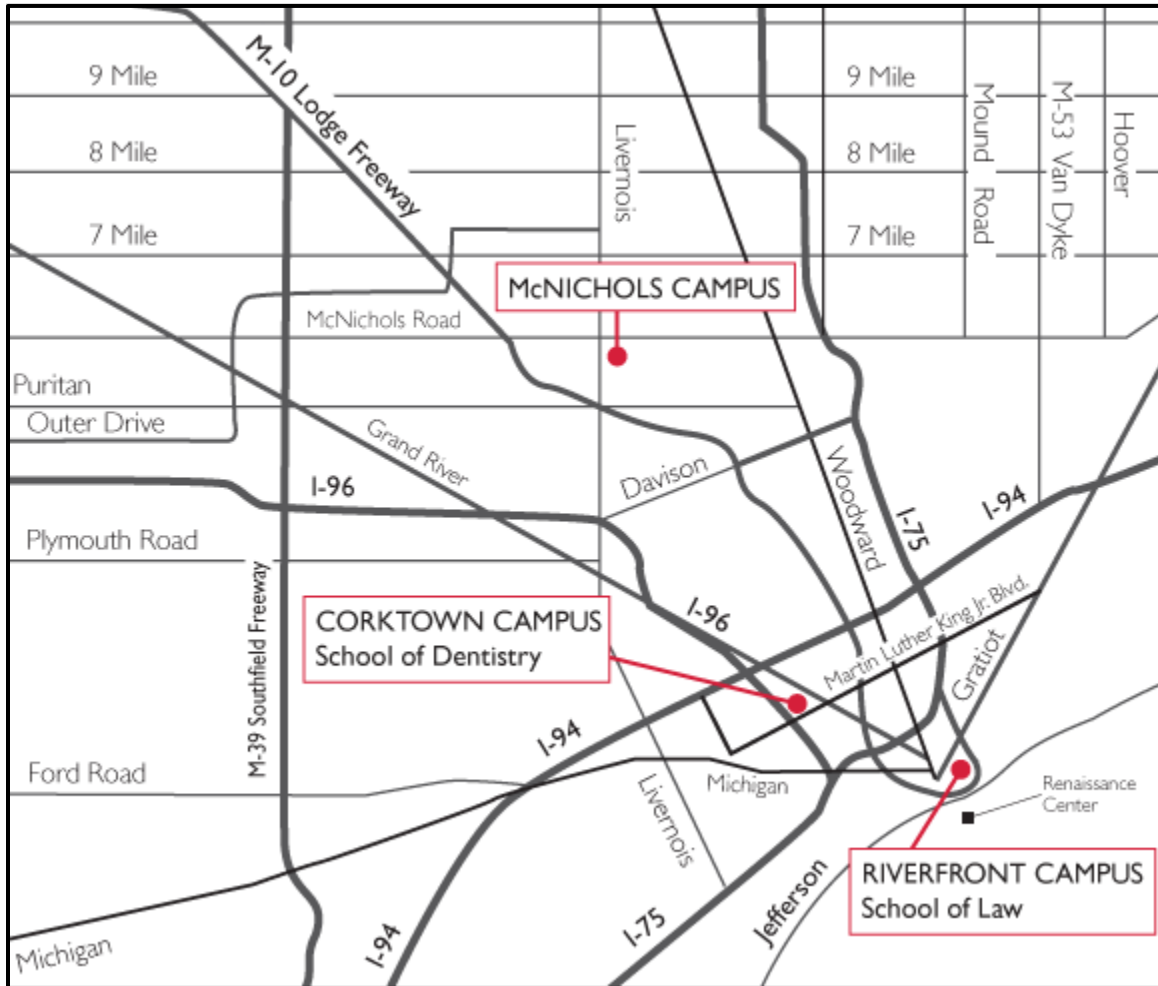 9 Mile
M-10 Lodge Freeway
Livernois
9 Mile
Mound Road
M-53 Van Dyke
Hoover
8 Mile
8 Mile
7 Mile
7 Mile
McNICHOLS CAMPUS
McNichols Road
Puritan
Outer Drive
Grand River
Davison
Woodward
I-96
I-94
I-75
Plymouth Road
M-39 Southfield Freeway
CORKTOWN CAMPUS
School of Dentistry
I-96
Martin Luther King Jr. Blvd.
Gratiot
I-94
Ford Road
Michigan
Livernois
Renaissance
Center
RIVERFRONT CAMPUS
School of Law
Jefferson
I-75
I-94
Michigan